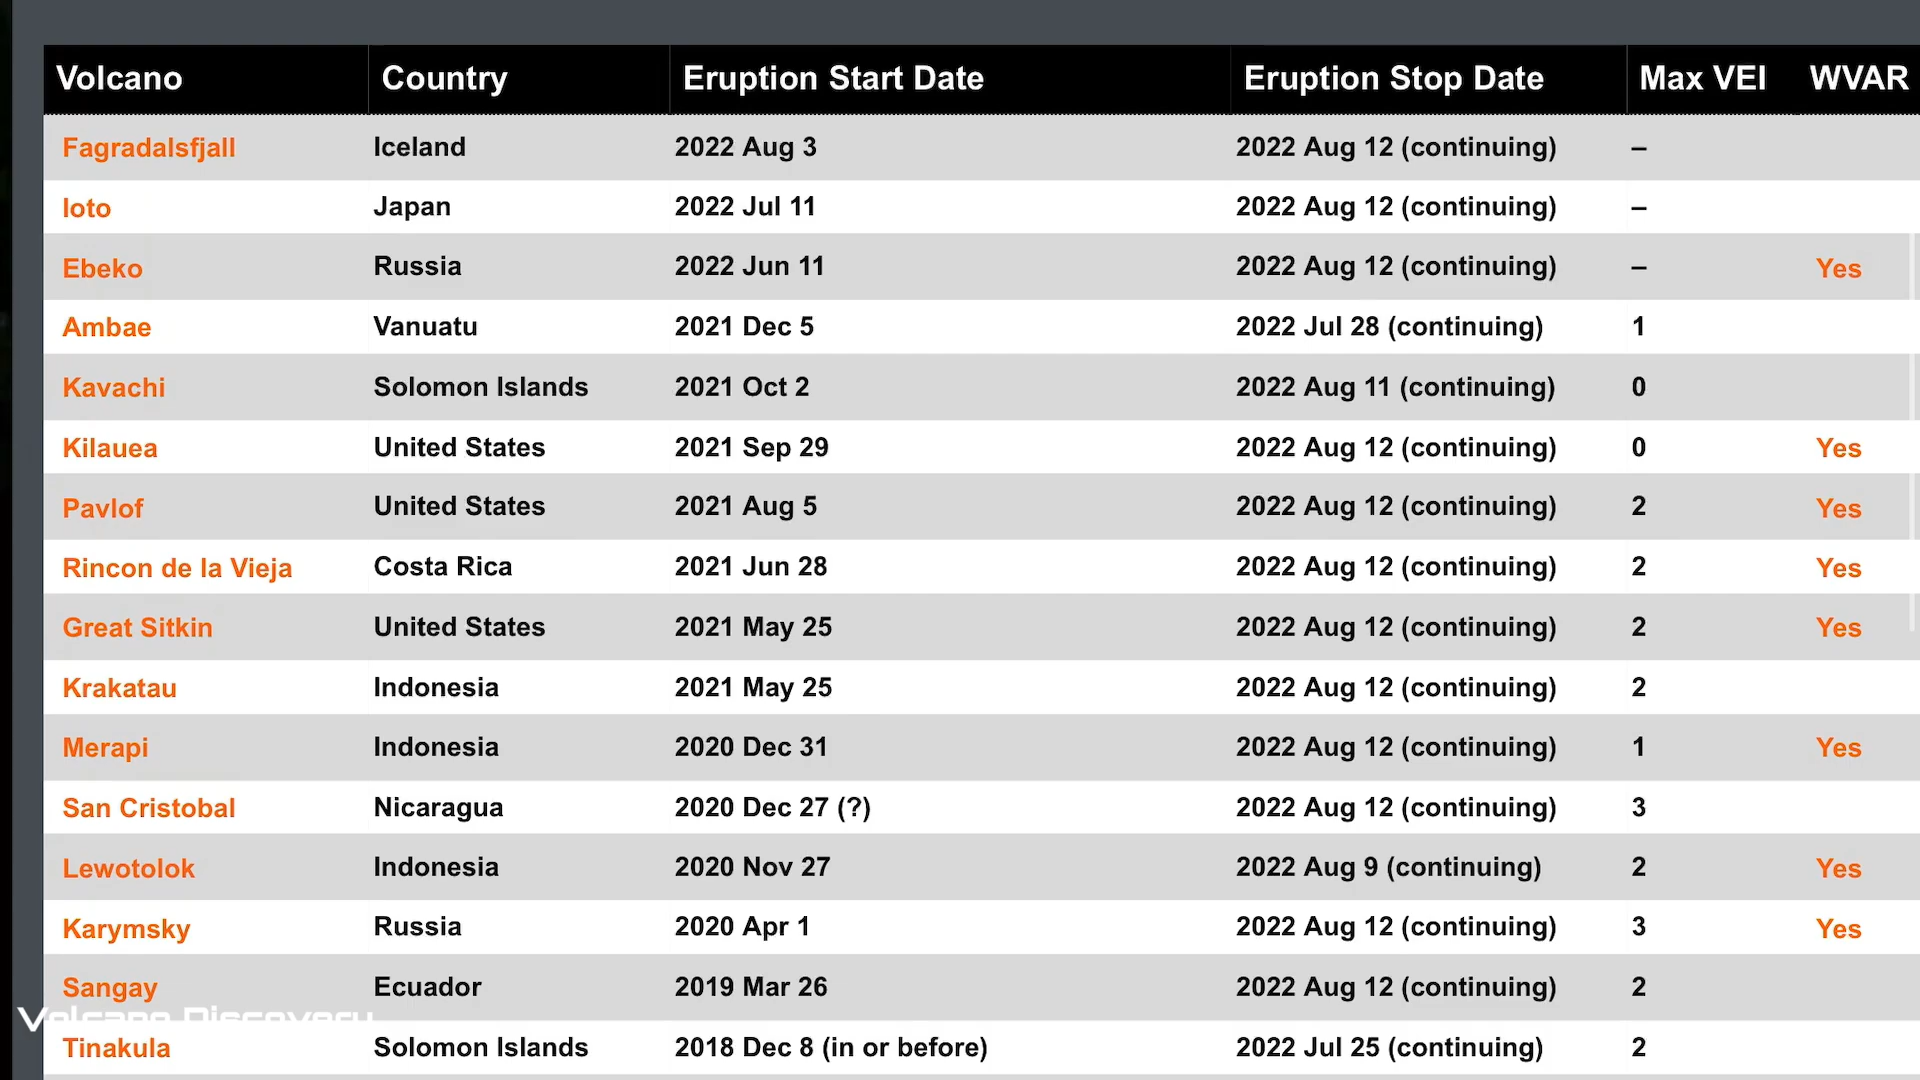 Volcano Country Eruption Start Date Eruption Stop Date Max VEI WVAR
Fagradalsfjall Iceland 2022 Aug 3 2022 Aug 12 (continuing) –
Ioto Japan 2022 Jul 11 2022 Aug 12 (continuing) –
Ebeko Russia 2022 Jun 11 2022 Aug 12 (continuing) – Yes
Ambae Vanuatu 2021 Dec 5 2022 Jul 28 (continuing) 1
Kavachi Solomon Islands 2021 Oct 2 2022 Aug 11 (continuing) 0
Kilauea United States 2021 Sep 29 2022 Aug 12 (continuing) 0 Yes
Pavlof United States 2021 Aug 5 2022 Aug 12 (continuing) 2 Yes
Rincon de la Vieja Costa Rica 2021 Jun 28 2022 Aug 12 (continuing) 2 Yes
Great Sitkin United States 2021 May 25 2022 Aug 12 (continuing) 2 Yes
Krakatau Indonesia 2021 May 25 2022 Aug 12 (continuing) 2
Merapi Indonesia 2020 Dec 31 2022 Aug 12 (continuing) 1 Yes
San Cristobal Nicaragua 2020 Dec 27 (?) 2022 Aug 12 (continuing) 3
Lewotolok Indonesia 2020 Nov 27 2022 Aug 9 (continuing) 2 Yes
Karymsky Russia 2020 Apr 1 2022 Aug 12 (continuing) 3 Yes
Sangay Ecuador 2019 Mar 26 2022 Aug 12 (continuing) 2
Volcano Discovery
Tinakula Solomon Islands 2018 Dec 8 (in or before) 2022 Jul 25 (continuing) 2